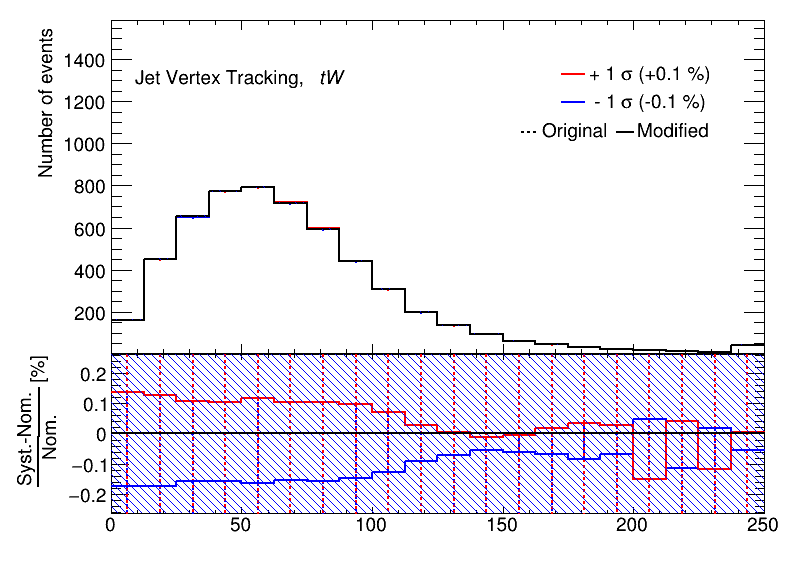 Number of events
1400
1200
1000
800
600
400
200
Jet Vertex Tracking, tW
+ 1 σ (+0.1 %)
- 1 σ (-0.1 %)
Original Modified
Syst.-Nom. [%]
Nom.
0.2
0.1
0
−0.1
−0.2
0 50 100 150 200 250